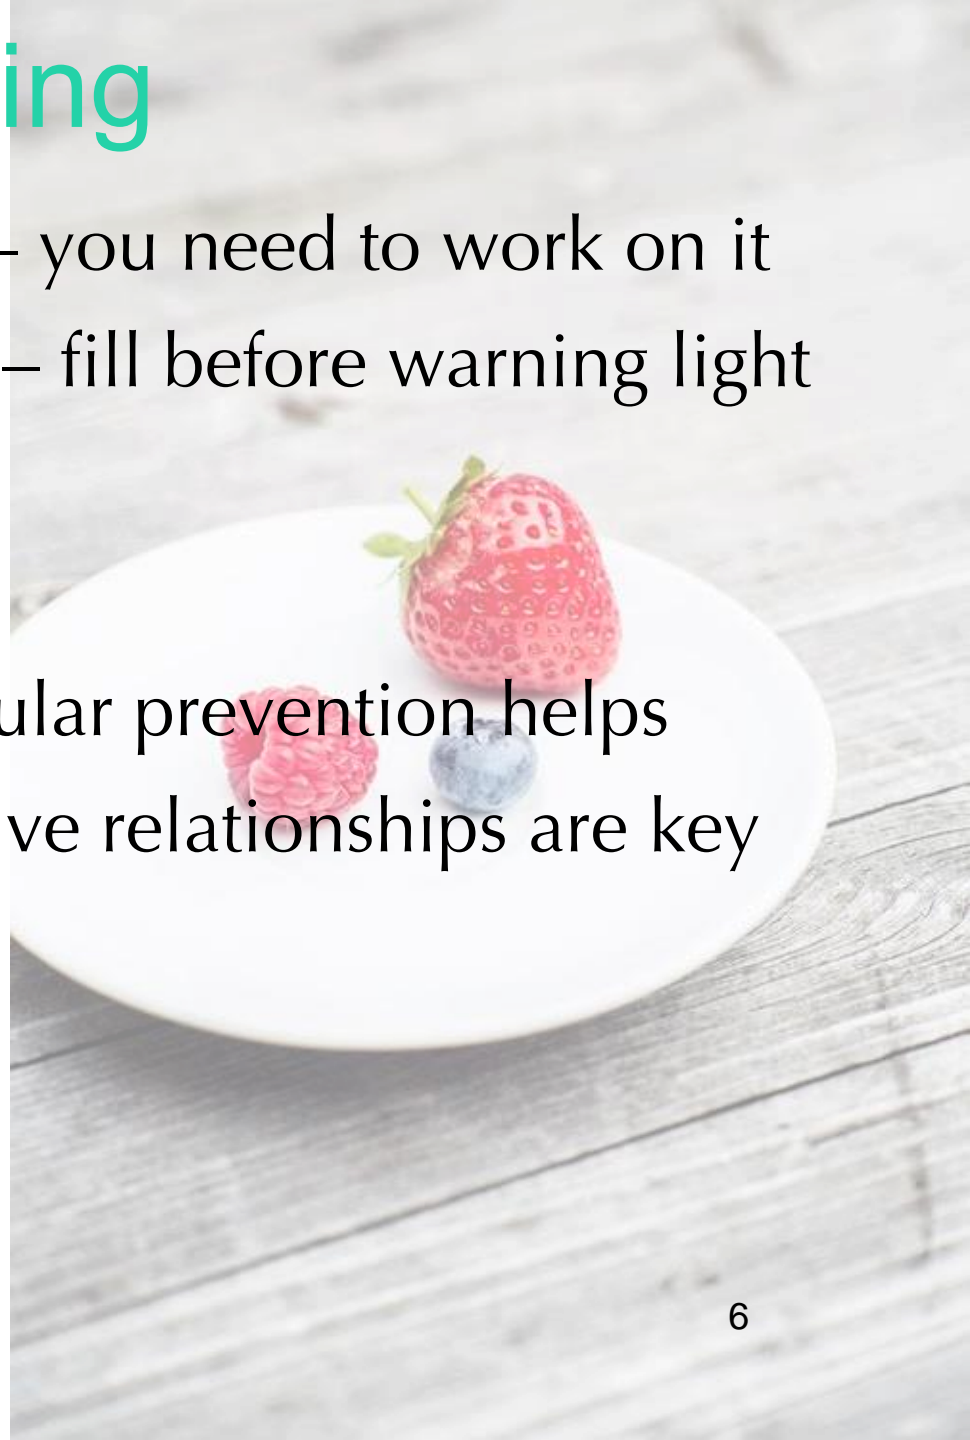 ing
– you need to work on it
– fill before warning light
ular prevention helps
ve relationships are key
6